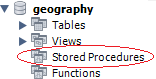 geography
Tables
Views
Stored Procedures
Functions